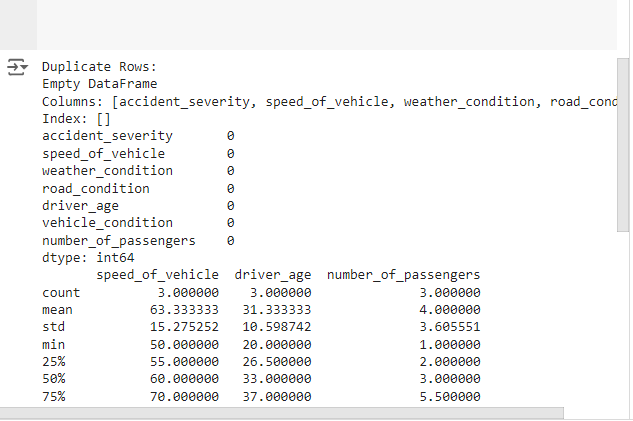 Duplicate Rows:
Empty DataFrame
Columns: [accident_severity, speed_of_vehicle, weather_condition, road_cond
Index: []
accident_severity 0
speed_of_vehicle 0
weather_condition 0
road_condition 0
driver_age 0
vehicle_condition 0
number_of_passengers 0
dtype: int64
speed_of_vehicle driver_age number_of_passengers
count 3.000000 3.000000 3.000000
mean 63.333333 31.333333 4.000000
std 15.275252 10.598742 3.605551
min 50.000000 20.000000 1.000000
25% 55.000000 26.500000 2.000000
50% 60.000000 33.000000 3.000000
75% 70.000000 37.000000 5.500000